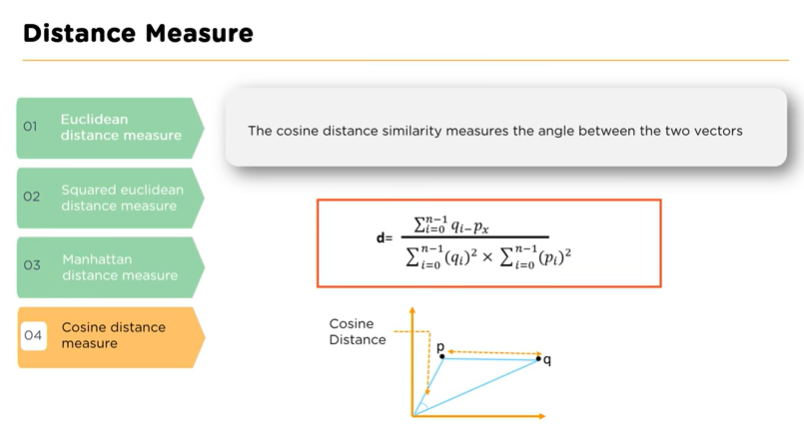 Distance Measure
01
Euclidean
distance measure
02
Squared euclidean
distance measure
03
Manhattan
distance measure
04
Cosine distance
measure
The cosine distance similarity measures the angle between the two vectors
d= \frac{\sum_{i=0}^{n-1} q_i - p_x}{\sum_{i=0}^{n-1} (q_i)^2 \times \sum_{i=0}^{n-1} (p_i)^2}
Cosine
Distance
p
q